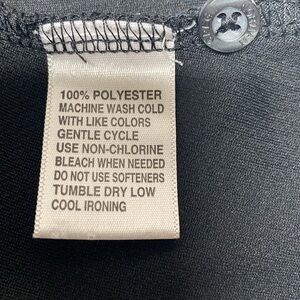 100% POLYESTER
MACHINE WASH COLD
WITH LIKE COLORS
GENTLE CYCLE
USE NON-CHLORINE
BLEACH WHEN NEEDED
DO NOT USE SOFTENERS
TUMBLE DRY LOW
COOL IRONING